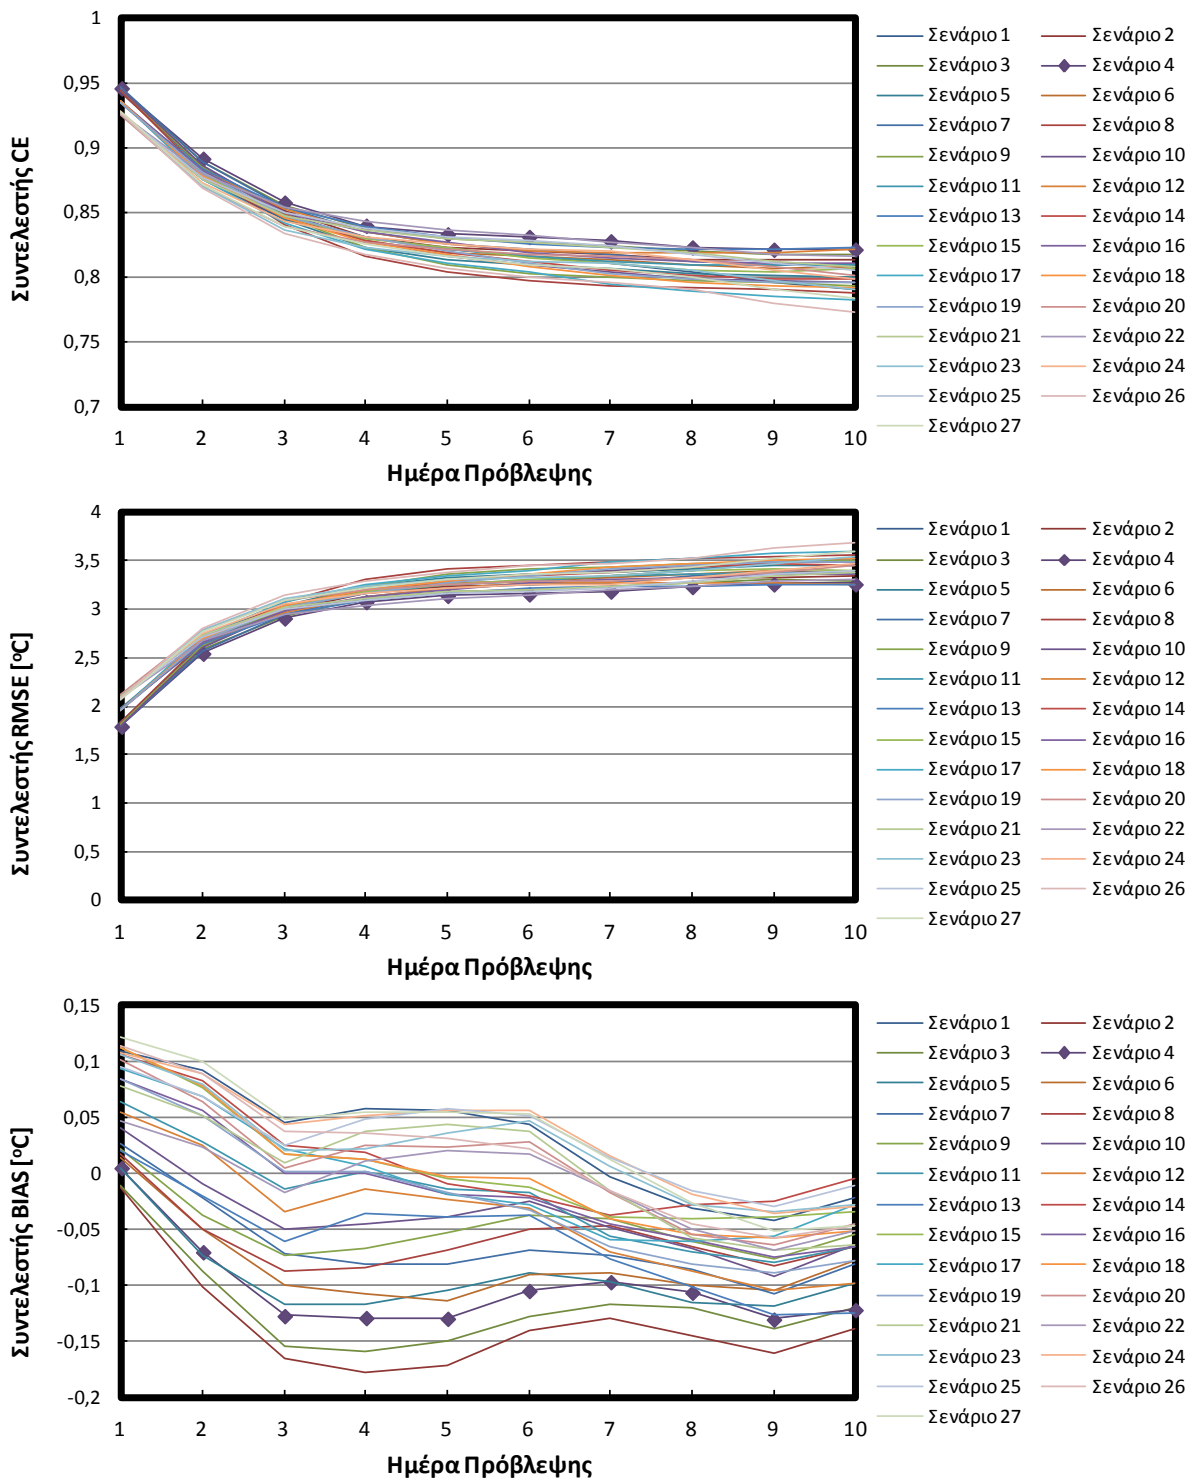 Συντελεστής CE
1
0,95
0,9
0,85
0,8
0,75
0,7
1 2 3 4 5 6 7 8 9 10
Ημέρα Πρόβλεψης
Σενάριο 1 Σενάριο 2
Σενάριο 3 Σενάριο 4
Σενάριο 5 Σενάριο 6
Σενάριο 7 Σενάριο 8
Σενάριο 9 Σενάριο 10
Σενάριο 11 Σενάριο 12
Σενάριο 13 Σενάριο 14
Σενάριο 15 Σενάριο 16
Σενάριο 17 Σενάριο 18
Σενάριο 19 Σενάριο 20
Σενάριο 21 Σενάριο 22
Σενάριο 23 Σενάριο 24
Σενάριο 25 Σενάριο 26
Σενάριο 27
Συντελεστής RMSE [°C]
4
3,5
3
2,5
2
1,5
1
0,5
0
1 2 3 4 5 6 7 8 9 10
Ημέρα Πρόβλεψης
Σενάριο 1 Σενάριο 2
Σενάριο 3 Σενάριο 4
Σενάριο 5 Σενάριο 6
Σενάριο 7 Σενάριο 8
Σενάριο 9 Σενάριο 10
Σενάριο 11 Σενάριο 12
Σενάριο 13 Σενάριο 14
Σενάριο 15 Σενάριο 16
Σενάριο 17 Σενάριο 18
Σενάριο 19 Σενάριο 20
Σενάριο 21 Σενάριο 22
Σενάριο 23 Σενάριο 24
Σενάριο 25 Σενάριο 26
Σενάριο 27
Συντελεστής BIAS [°C]
0,15
0,1
0,05
0
-0,05
-0,1
-0,15
-0,2
1 2 3 4 5 6 7 8 9 10
Ημέρα Πρόβλεψης
Σενάριο 1 Σενάριο 2
Σενάριο 3 Σενάριο 4
Σενάριο 5 Σενάριο 6
Σενάριο 7 Σενάριο 8
Σενάριο 9 Σενάριο 10
Σενάριο 11 Σενάριο 12
Σενάριο 13 Σενάριο 14
Σενάριο 15 Σενάριο 16
Σενάριο 17 Σενάριο 18
Σενάριο 19 Σενάριο 20
Σενάριο 21 Σενάριο 22
Σενάριο 23 Σενάριο 24
Σενάριο 25 Σενάριο 26
Σενάριο 27